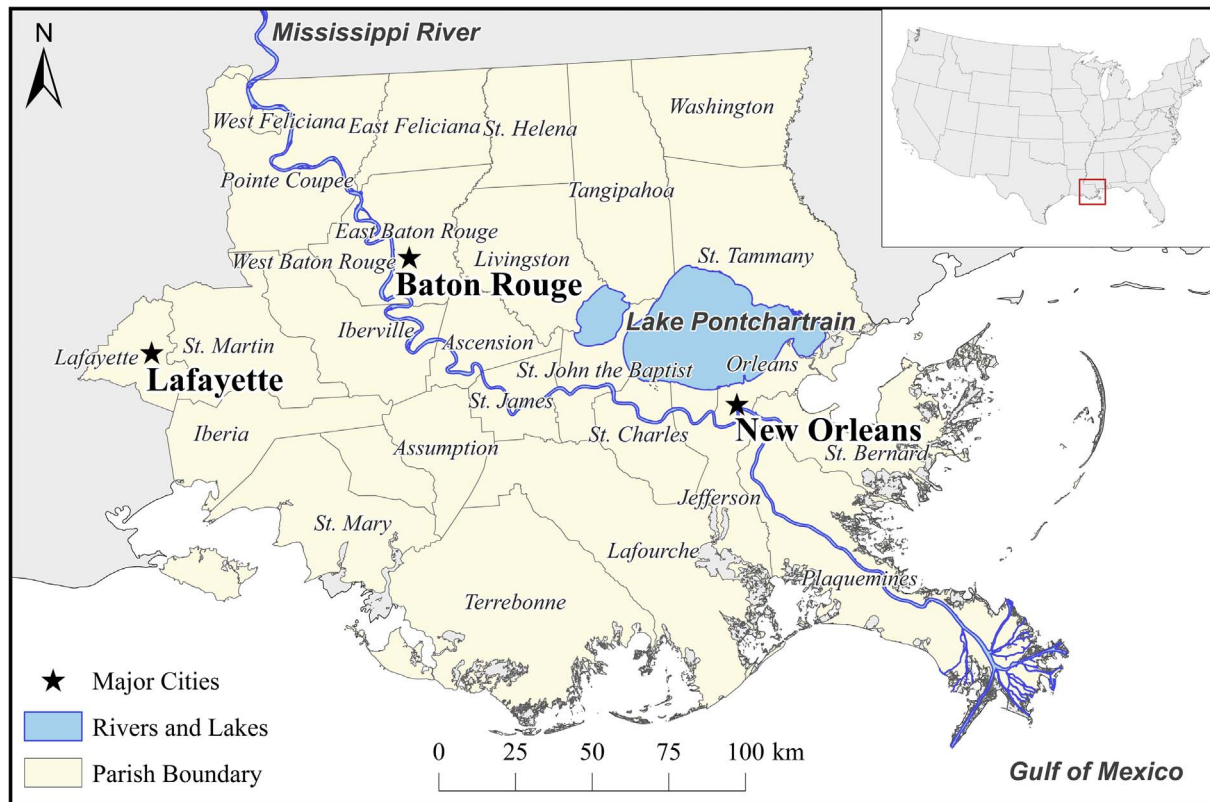 N
Mississippi River
Washington
West Feliciana
East Feliciana
St. Helena
Pointe Coupee
Tangipahoa
East Baton Rouge
West Baton Rouge
Livingston
St. Tammany
Baton Rouge
Lake Pontchartrain
Iberville
Ascension
Lafayette
St. Martin
Lafayette
St. John the Baptist
Orleans
St. James
Iberia
Assumption
St. Charles
New Orleans
St. Bernard
Jefferson
St. Mary
Lafourche
Plaquemines
Terrebonne
Major Cities
Rivers and Lakes
Parish Boundary
0 25 50 75 100 km
Gulf of Mexico